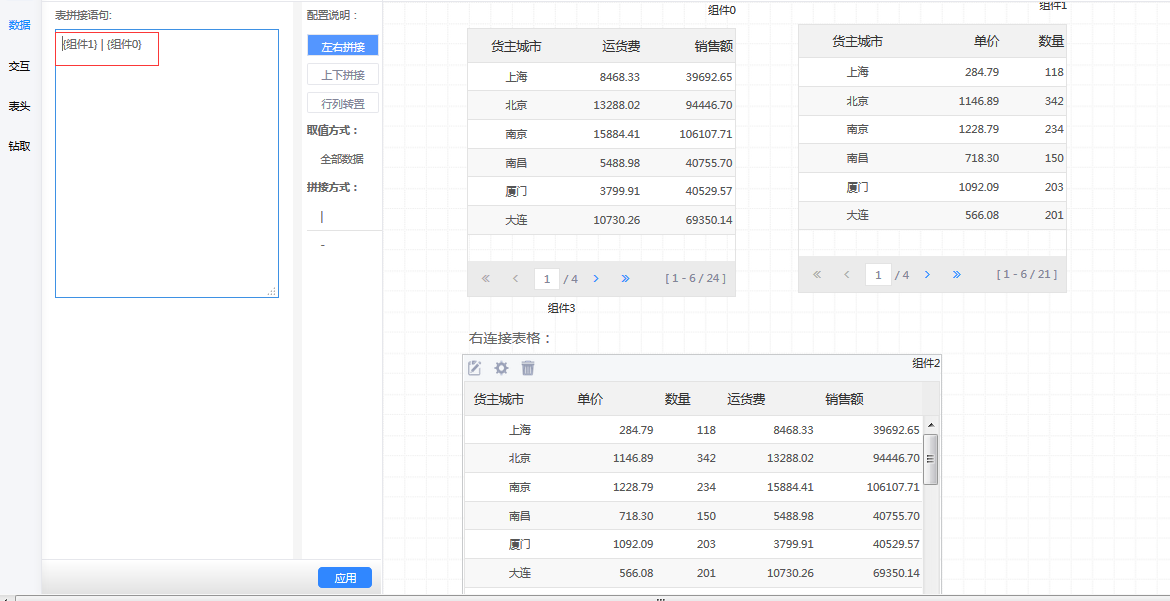 数据
交互
表头
钻取
表拼接语句:
{组件1} | {组件0}
配置说明：
左右拼接
上下拼接
行列转置
取值方式：
全部数据
拼接方式：
|
-
应用
组件0
货主城市 运货费 销售额
上海 8468.33 39692.65
北京 13288.02 94446.70
南京 15884.41 106107.71
南昌 5488.98 40755.70
厦门 3799.91 40529.57
大连 10730.26 69350.14
1 / 4 [ 1 - 6 / 24 ]
组件1
货主城市 单价 数量
上海 284.79 118
北京 1146.89 342
南京 1228.79 234
南昌 718.30 150
厦门 1092.09 203
大连 566.08 201
1 / 4 [ 1 - 6 / 21 ]
组件3
右连接表格：
组件2
货主城市 单价 数量 运货费 销售额
上海 284.79 118 8468.33 39692.65
北京 1146.89 342 13288.02 94446.70
南京 1228.79 234 15884.41 106107.71
南昌 718.30 150 5488.98 40755.70
厦门 1092.09 203 3799.91 40529.57
大连 566.08 201 10730.26 69350.14